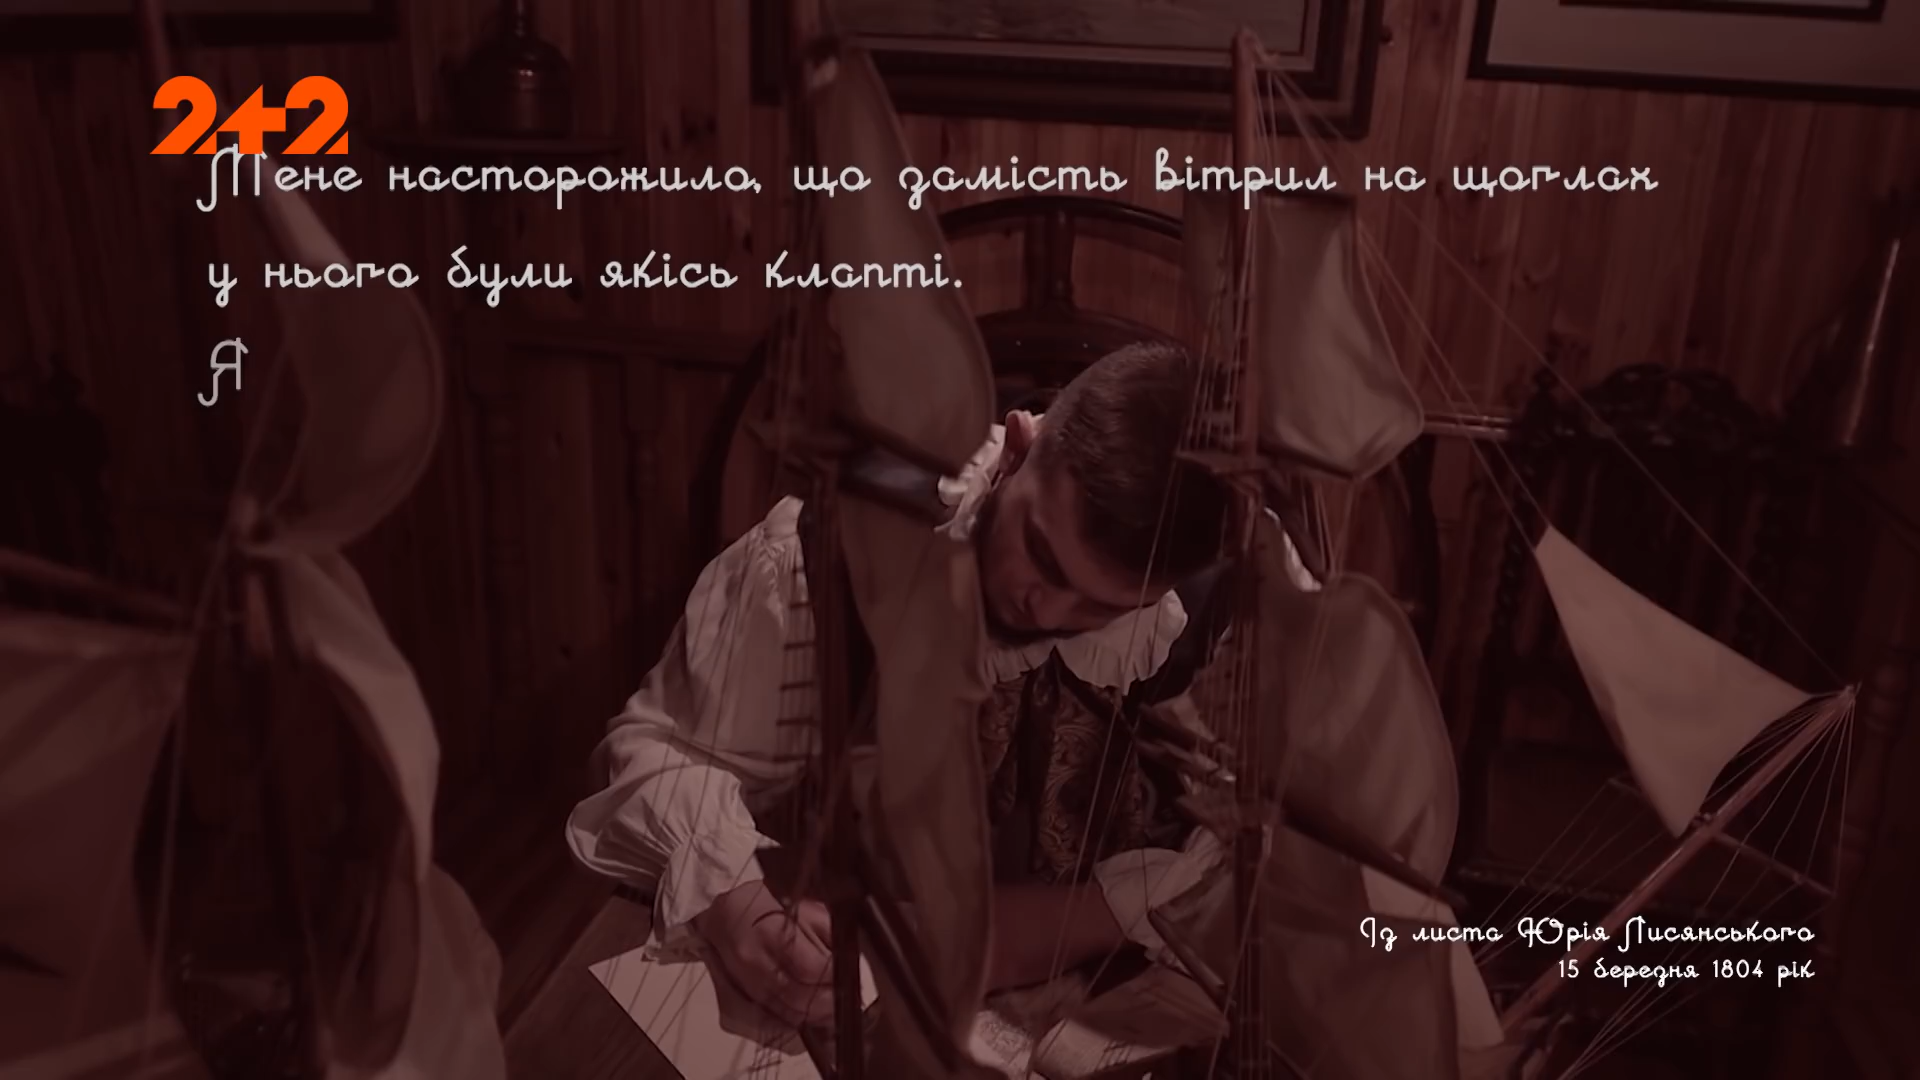 2+2
Мене насторожило, що замість вітрил на щоглах
у нього були якісь клапті.
Я
Із листа Юрія Лисянського
15 березня 1804 рік